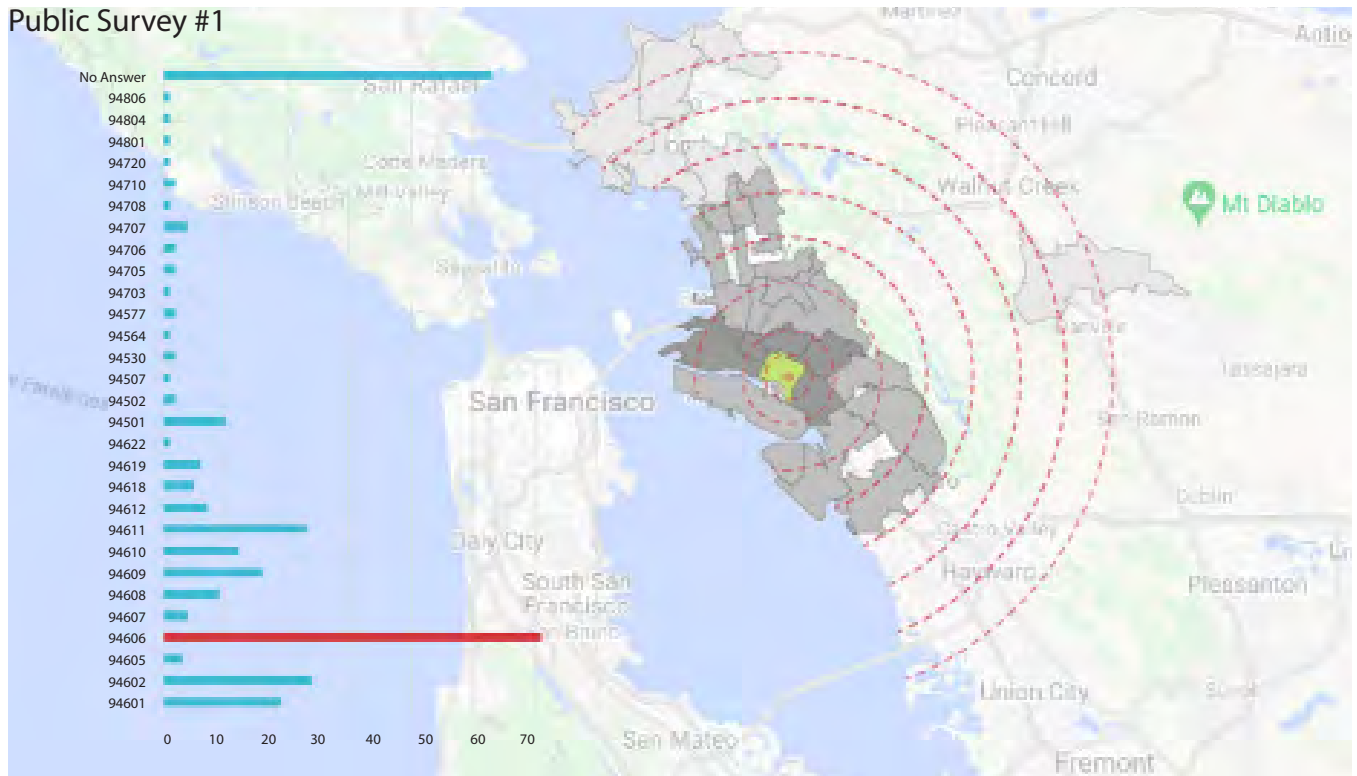 Public Survey #1
No Answer
94806
94804
94801
94720
94710
94708
94707
94706
94705
94703
94577
94564
94530
94507
94502
94501
94622
94619
94618
94612
94611
94610
94609
94608
94607
94606
94605
94602
94601
0 10 20 30 40 50 60 70
Martinez
Concord
San Rafael
Pleasant Hill
Corte Madera
Walnut Creek
Mill Valley
Stinson Beach
Mt Diablo
Sausalito
Danville
Tassajara
San Francisco
San Ramon
Dublin
Castro Valley
Daly City
Hayward
South San
Francisco
Pleasanton
San Bruno
Union City
Sunol
San Mateo
Fremont